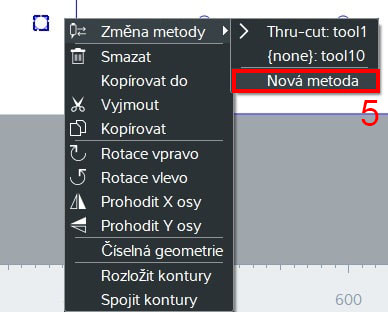 Změna metody
Smazat
Kopírovat do
Vyjmout
Kopírovat
Rotace vpravo
Rotace vlevo
Prohodit X osy
Prohodit Y osy
Číselná geometrie
Rozložit kontury
Spojit kontury
Thru-cut: tool1
{none}: tool10
Nová metoda
5
600